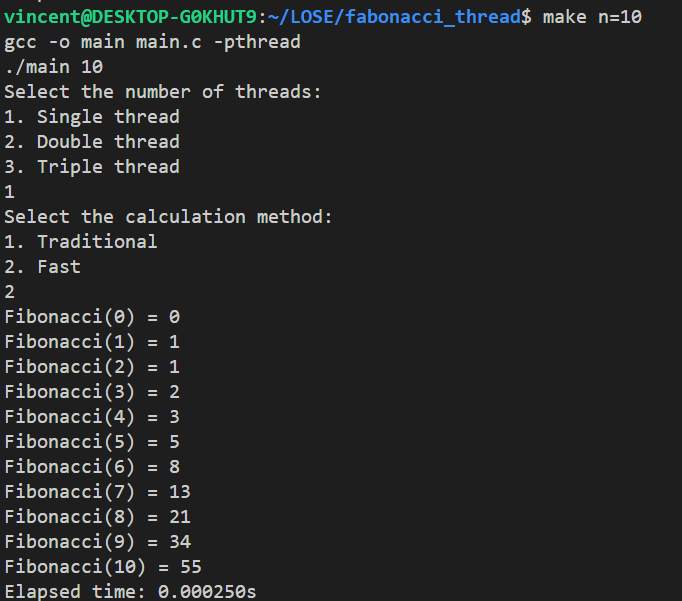 vincent@DESKTOP-G0KHUT9:~/LOSE/fabonacci_thread$ make n=10
gcc -o main main.c -pthread
./main 10
Select the number of threads:
1. Single thread
2. Double thread
3. Triple thread
1
Select the calculation method:
1. Traditional
2. Fast
2
Fibonacci(0) = 0
Fibonacci(1) = 1
Fibonacci(2) = 1
Fibonacci(3) = 2
Fibonacci(4) = 3
Fibonacci(5) = 5
Fibonacci(6) = 8
Fibonacci(7) = 13
Fibonacci(8) = 21
Fibonacci(9) = 34
Fibonacci(10) = 55
Elapsed time: 0.000250s